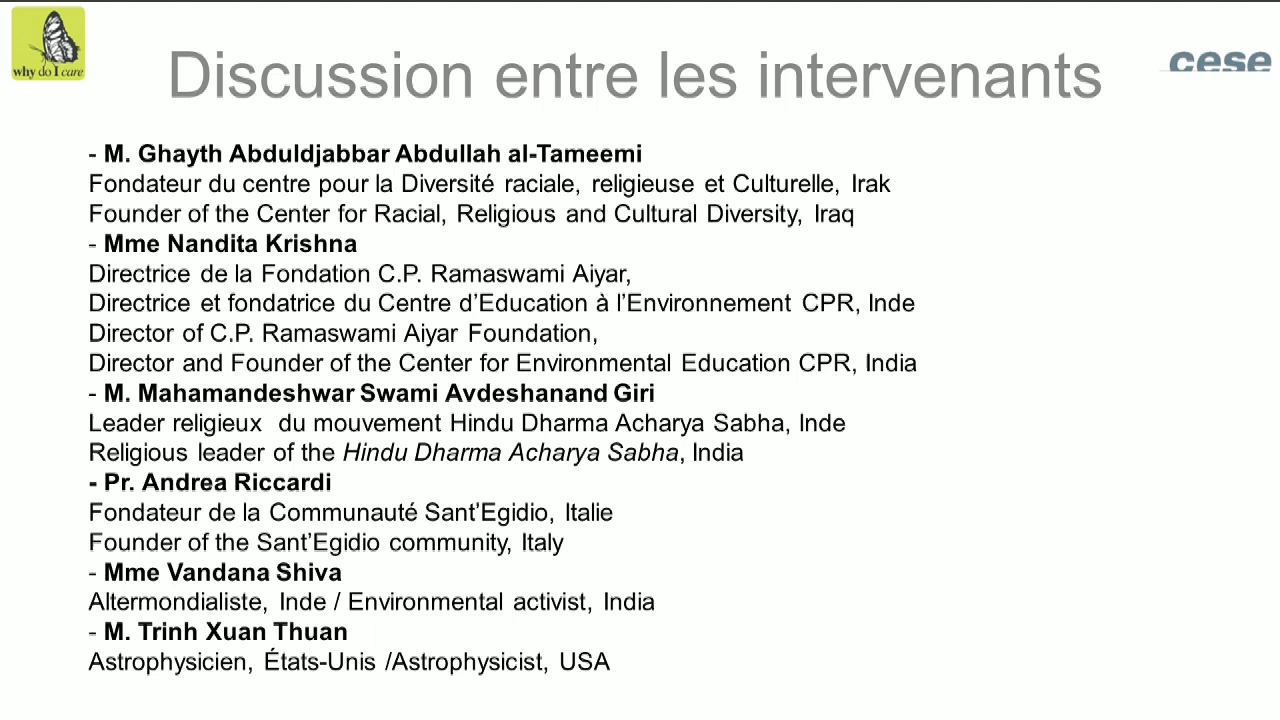 why do I care
cese
Discussion entre les intervenants
- M. Ghayth Abduldjabbar Abdullah al-Tameemi
Fondateur du centre pour la Diversité raciale, religieuse et Culturelle, Irak
Founder of the Center for Racial, Religious and Cultural Diversity, Iraq
- Mme Nandita Krishna
Directrice de la Fondation C.P. Ramaswami Aiyar,
Directrice et fondatrice du Centre d’Education à l’Environnement CPR, Inde
Director of C.P. Ramaswami Aiyar Foundation,
Director and Founder of the Center for Environmental Education CPR, India
- M. Mahamandeshwar Swami Avdeshanand Giri
Leader religieux  du mouvement Hindu Dharma Acharya Sabha, Inde
Religious leader of the Hindu Dharma Acharya Sabha, India
- Pr. Andrea Riccardi
Fondateur de la Communauté Sant’Egidio, Italie
Founder of the Sant’Egidio community, Italy
- Mme Vandana Shiva
Altermondialiste, Inde / Environmental activist, India
- M. Trinh Xuan Thuan
Astrophysicien, États-Unis /Astrophysicist, USA